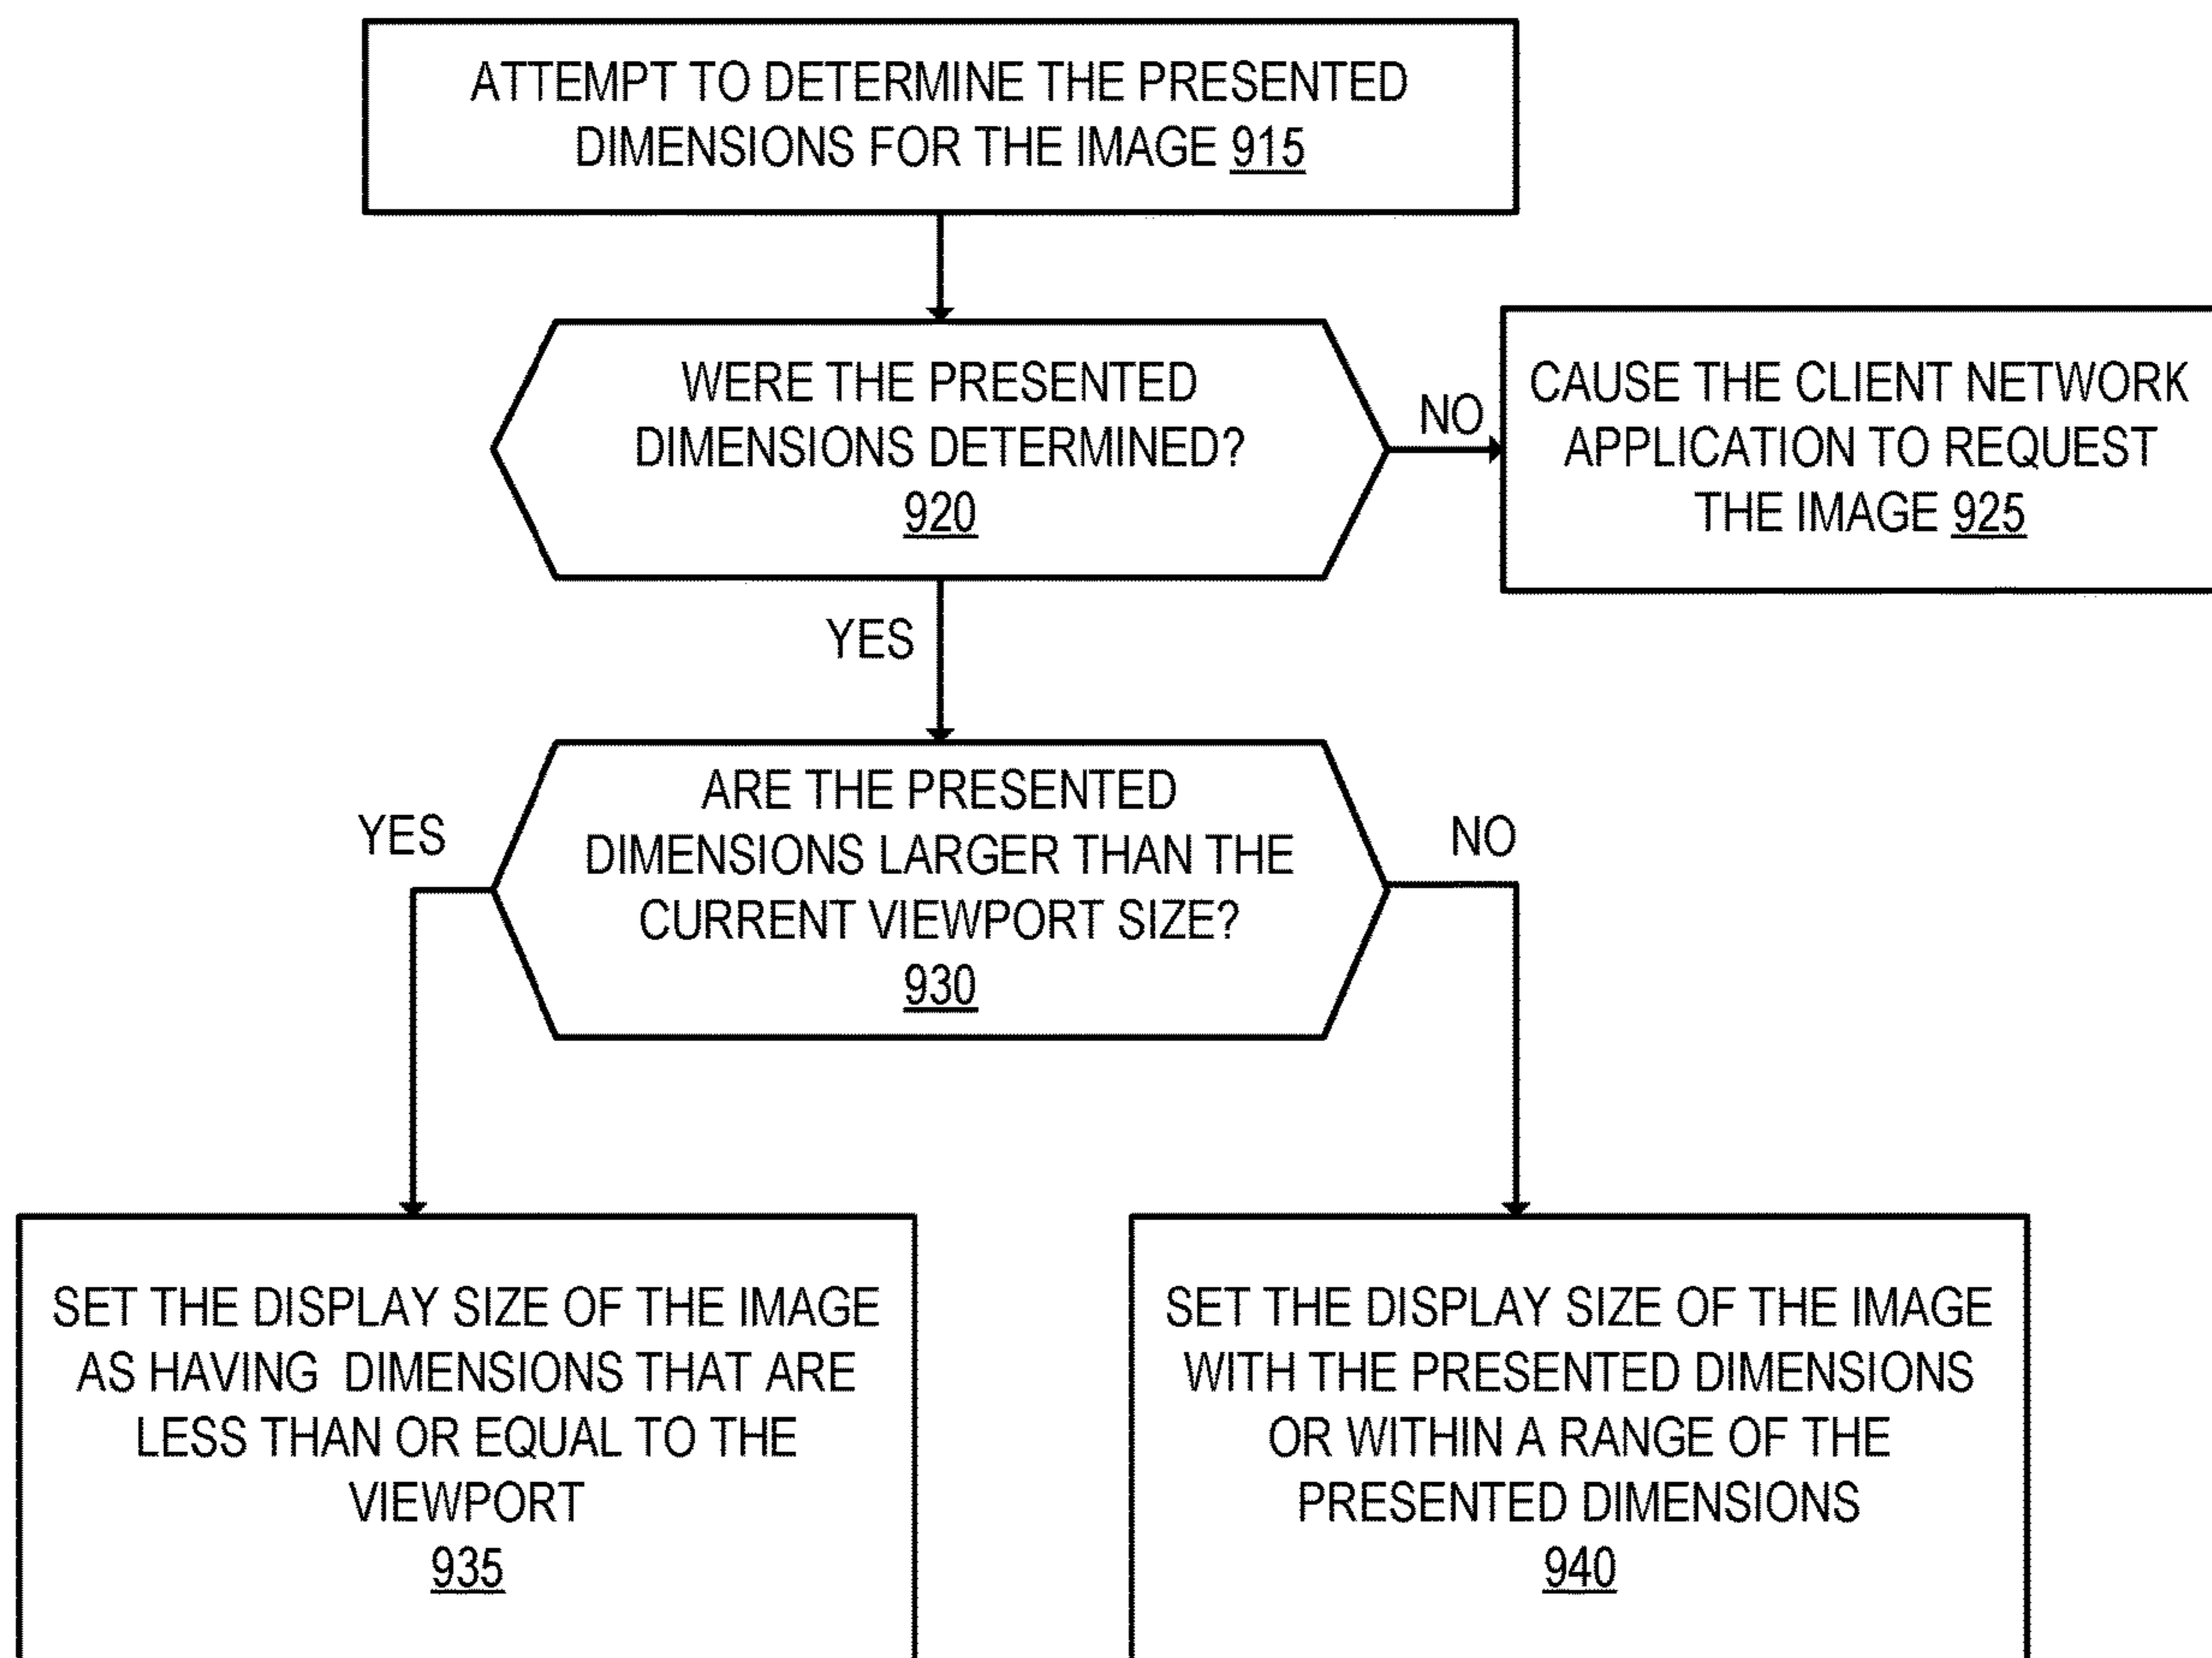 ATTEMPT TO DETERMINE THE PRESENTED
DIMENSIONS FOR THE IMAGE 915
WERE THE PRESENTED
DIMENSIONS DETERMINED?
920
NO
CAUSE THE CLIENT NETWORK
APPLICATION TO REQUEST
THE IMAGE 925
YES
ARE THE PRESENTED
DIMENSIONS LARGER THAN THE
CURRENT VIEWPORT SIZE?
930
YES
NO
SET THE DISPLAY SIZE OF THE IMAGE
AS HAVING DIMENSIONS THAT ARE
LESS THAN OR EQUAL TO THE
VIEWPORT
935
SET THE DISPLAY SIZE OF THE IMAGE
WITH THE PRESENTED DIMENSIONS
OR WITHIN A RANGE OF THE
PRESENTED DIMENSIONS
940